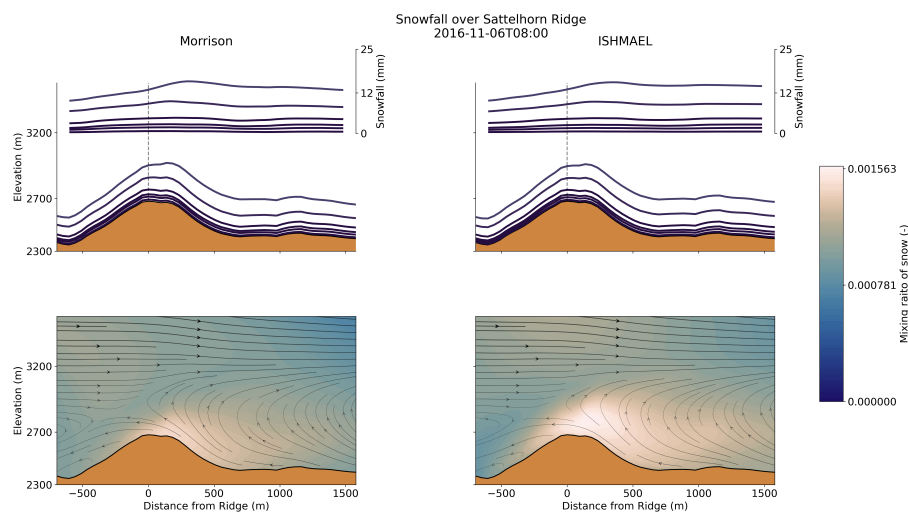 Snowfall over Sattelhorn Ridge
2016-11-06T08:00
Morrison
ISHMAEL
25
12
0
Snowfall (mm)
25
12
0
Snowfall (mm)
3200
2700
2300
Elevation (m)
3200
2700
2300
Elevation (m)
−500 0 500 1000 1500
Distance from Ridge (m)
−500 0 500 1000 1500
Distance from Ridge (m)
0.001563
0.000781
0.000000
Mixing raito of snow (-)